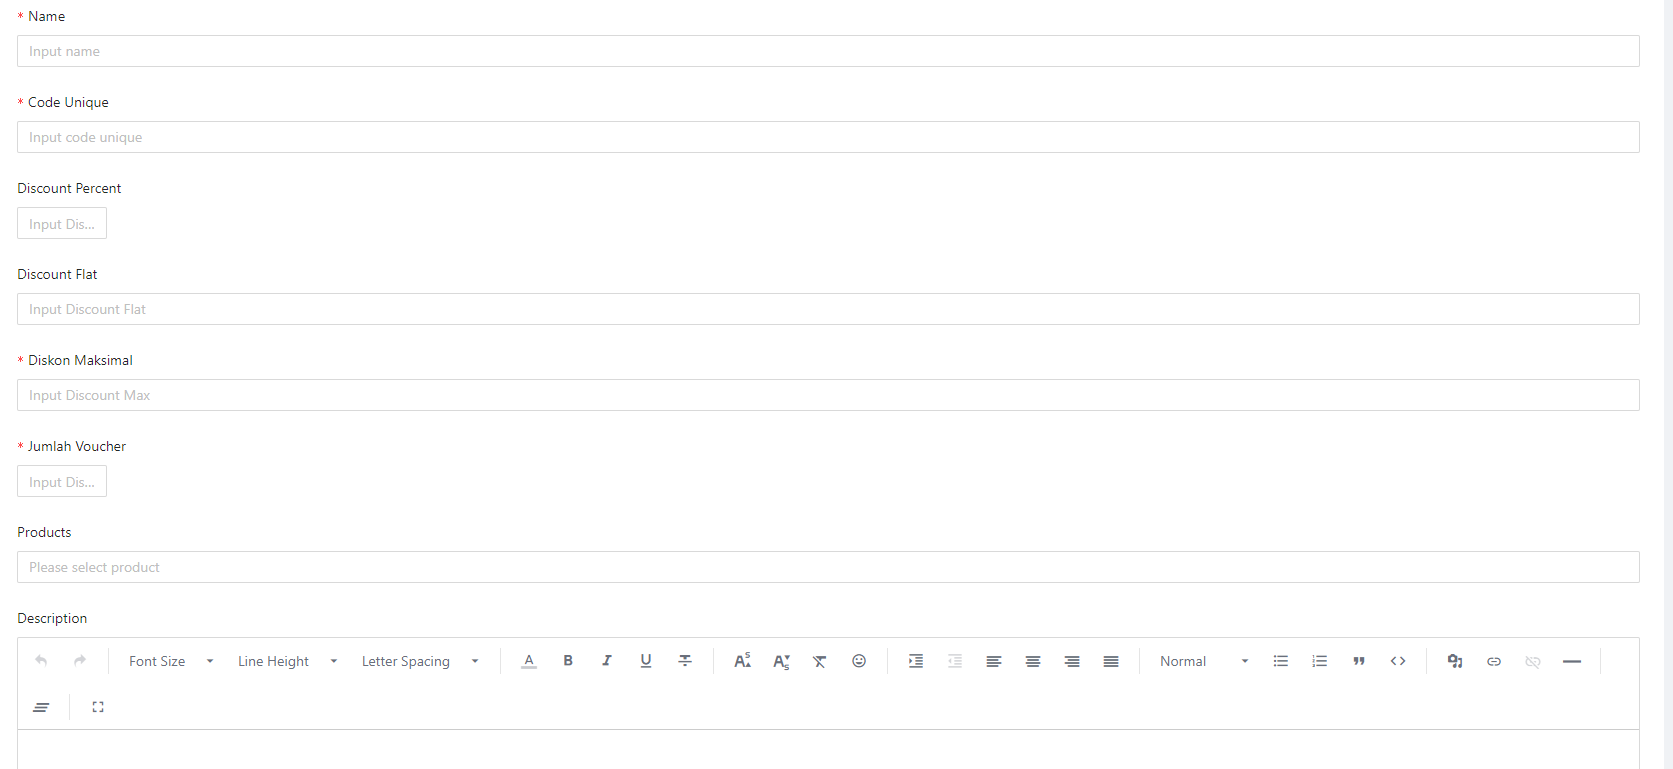 * Name
Input name
* Code Unique
Input code unique
Discount Percent
Input Dis...
Discount Flat
Input Discount Flat
* Diskon Maksimal
Input Discount Max
* Jumlah Voucher
Input Dis...
Products
Please select product
Description
Font Size Line Height Letter Spacing A B I U S Normal